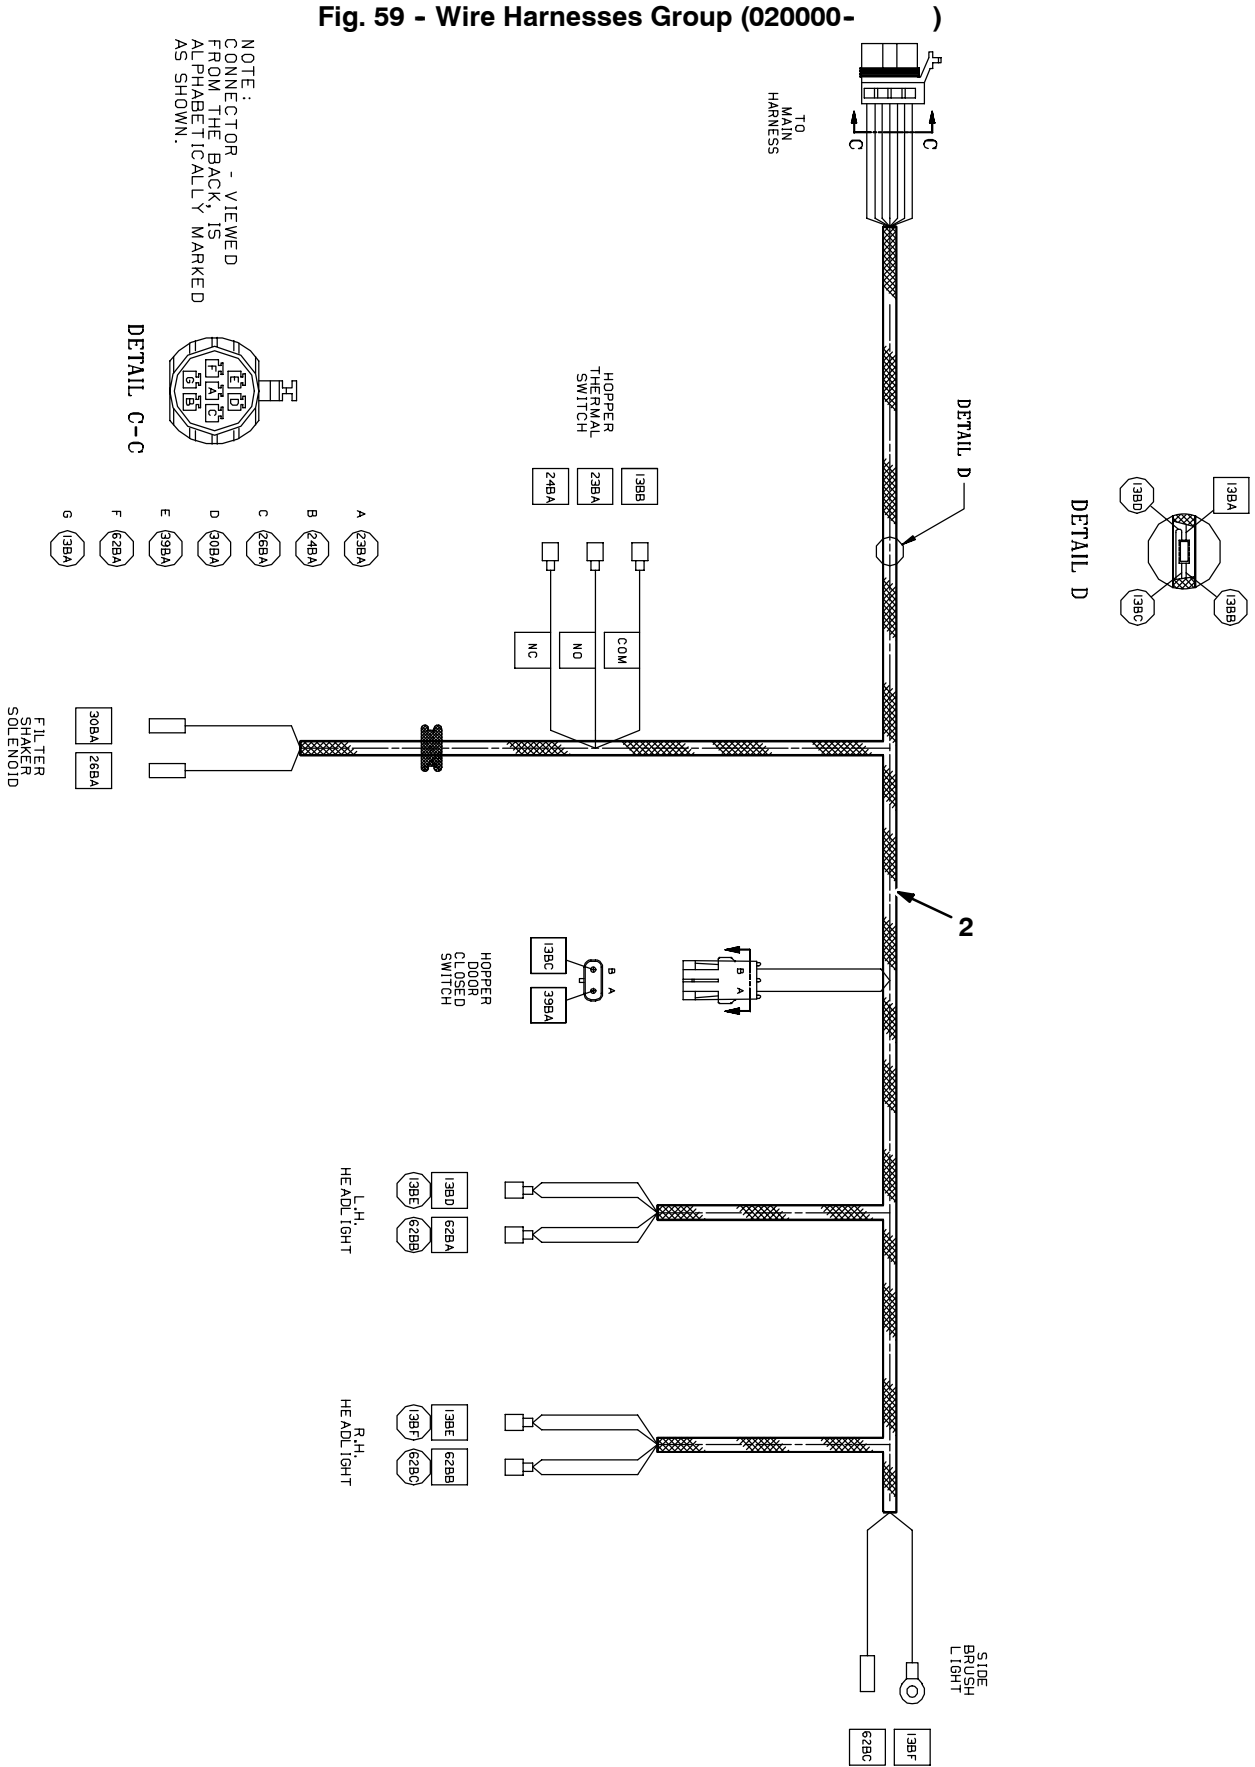 Fig. 59 - Wire Harnesses Group (020000-          )
NOTE:
CONNECTOR - VIEWED
FROM THE BACK, IS
ALPHABETICALLY MARKED
AS SHOWN.
TO
MAIN
HARNESS
C
C
DETAIL C-C
F
E
G
A
D
B
C
HOPPER
THERMAL
SWITCH
24BA
23BA
13BB
NC
NO
COM
DETAIL D
13BD
13BA
13BC
13BB
DETAIL D
A 23BA
B 24BA
C 26BA
D 30BA
E 39BA
F 62BA
G 13BA
FILTER
SHAKER
SOLENOID
30BA
26BA
2
HOPPER
DOOR
CLOSED
SWITCH
13BC
39BA
B
A
B
A
L.H.
HEADLIGHT
13BE
13BD
62BB
62BA
R.H.
HEADLIGHT
13BF
13BE
62BC
62BB
SIDE
BRUSH
LIGHT
62BC
13BF